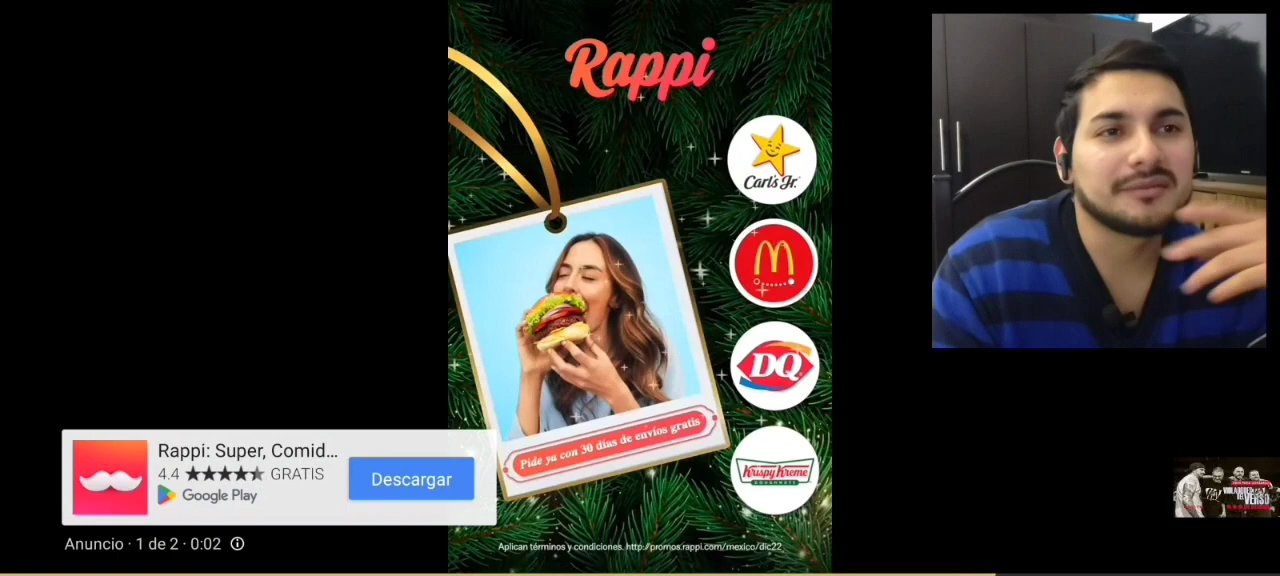 Rappi
Carl's Jr.
M
DQ
Krispy Kreme
DOUGHNUTS
Pide ya con 30 días de envíos gratis
Rappi: Super, Comid...
4.4 GRATIS
Google Play
Descargar
Anuncio · 1 de 2 · 0:02
Aplican términos y condiciones. http://promos.rappi.com/mexico/dic22
VERSO